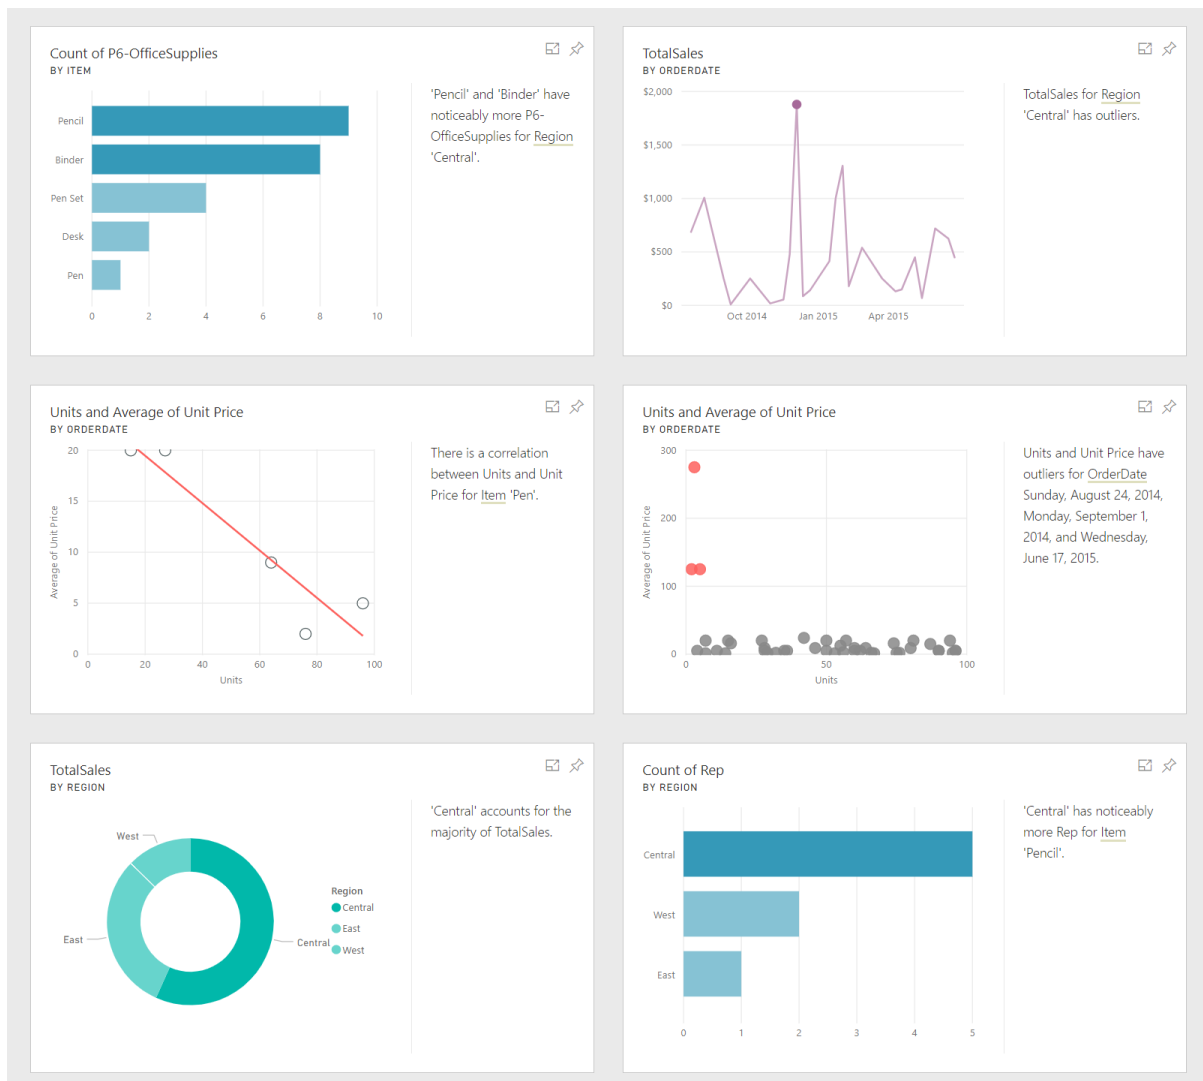 Count of P6-OfficeSupplies
BY ITEM
Pencil
Binder
Pen Set
Desk
Pen
0 2 4 6 8 10
'Pencil' and 'Binder' have
noticeably more P6-
OfficeSupplies for Region
'Central'.
TotalSales
BY ORDERDATE
$2,000
$1,500
$1,000
$500
$0
Oct 2014 Jan 2015 Apr 2015
TotalSales for Region
'Central' has outliers.
Units and Average of Unit Price
BY ORDERDATE
Average of Unit Price
20
15
10
5
0
0 20 40 60 80 100
Units
There is a correlation
between Units and Unit
Price for Item 'Pen'.
Units and Average of Unit Price
BY ORDERDATE
Average of Unit Price
300
200
100
0
0 50 100
Units
Units and Unit Price have
outliers for OrderDate
Sunday, August 24, 2014,
Monday, September 1,
2014, and Wednesday,
June 17, 2015.
TotalSales
BY REGION
West
East
Central
Region
Central
East
West
'Central' accounts for the
majority of TotalSales.
Count of Rep
BY REGION
Central
West
East
0 1 2 3 4 5
'Central' has noticeably
more Rep for Item
'Pencil'.